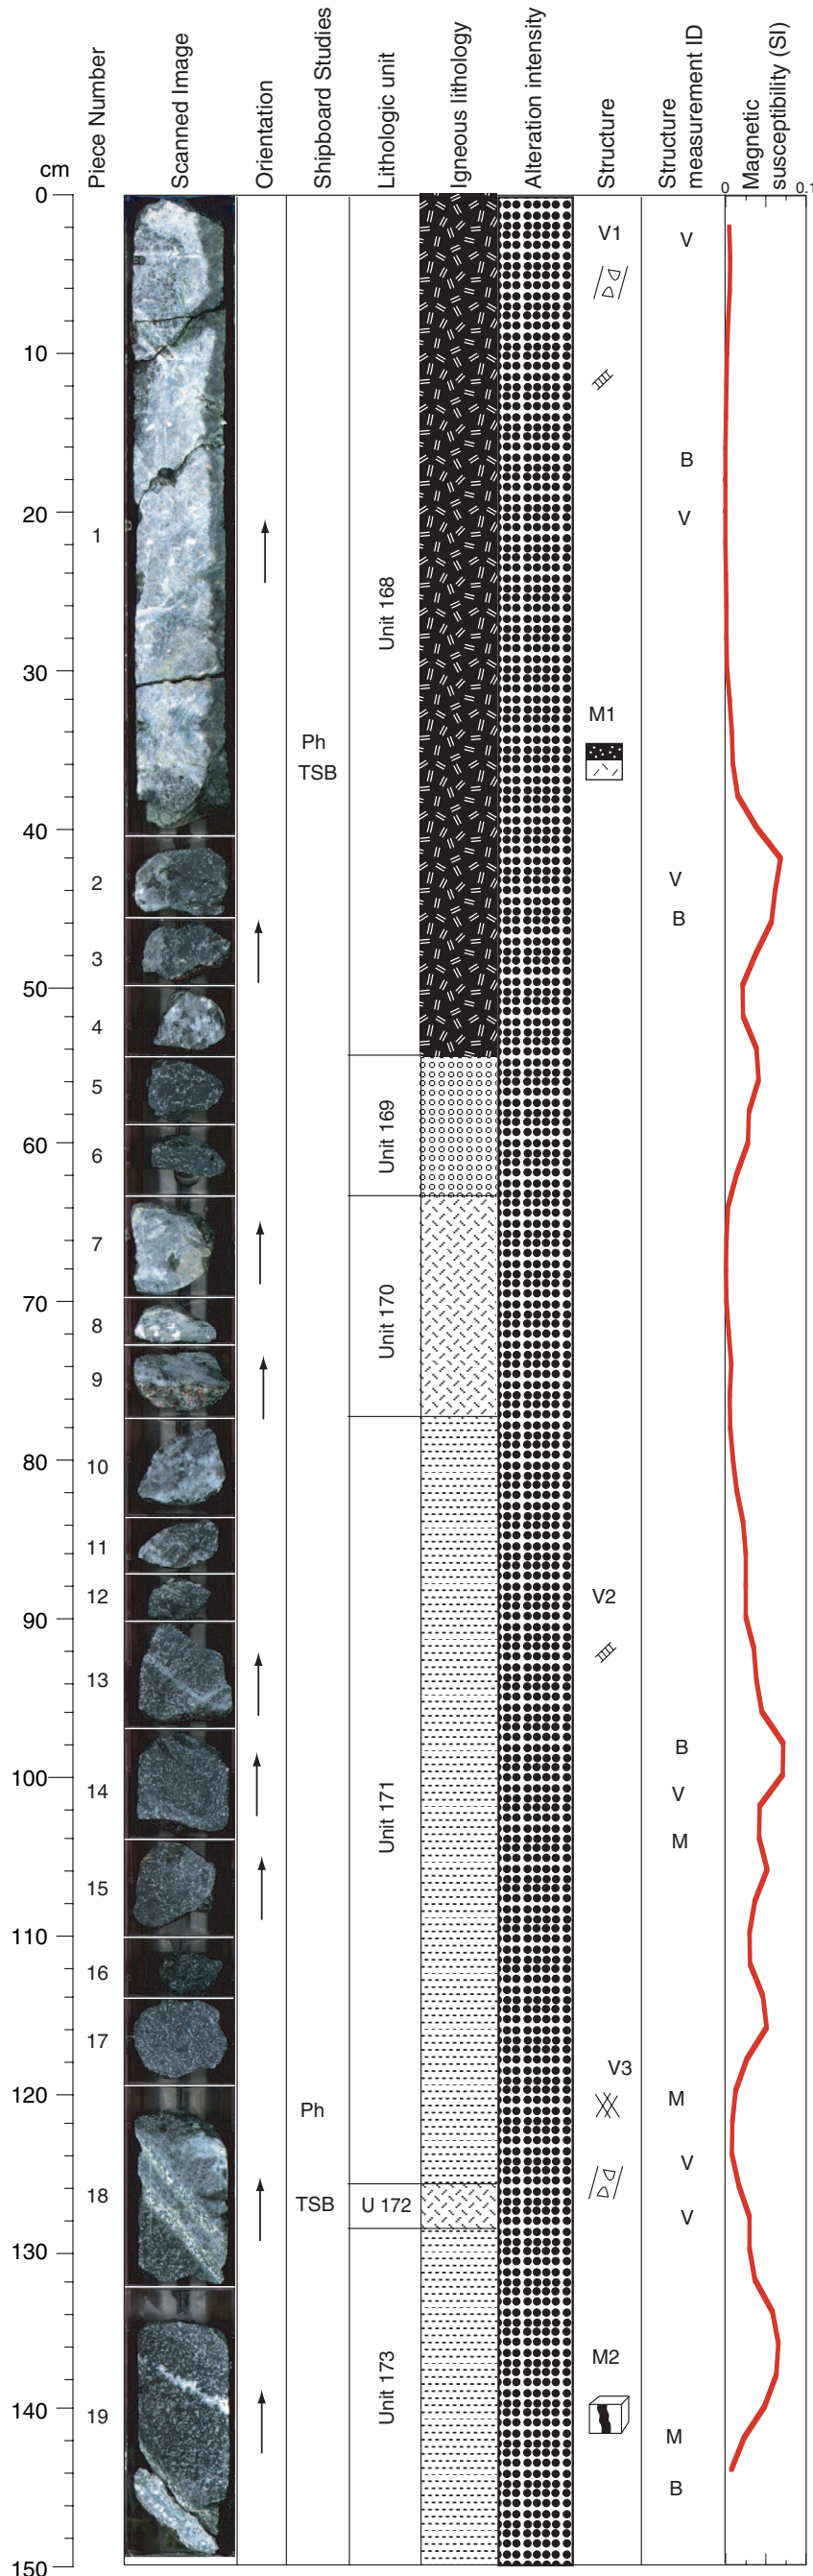 cm
Piece Number
Scanned Image
Orientation
Shipboard Studies
Lithologic unit
Igneous lithology
Alteration intensity
Structure
Structure
measurement ID
Magnetic
susceptibility (SI)
0
0.1
0
V1
V
10
B
20
V
1
Unit 168
30
M1
Ph
TSB
40
2
V
B
3
50
4
5
Unit 169
60
6
7
70
Unit 170
8
9
80
10
11
12
V2
90
13
B
100
14
V
Unit 171
M
15
110
16
17
V3
120
M
Ph
V
18
TSB
U 172
V
130
M2
Unit 173
140
19
M
B
150